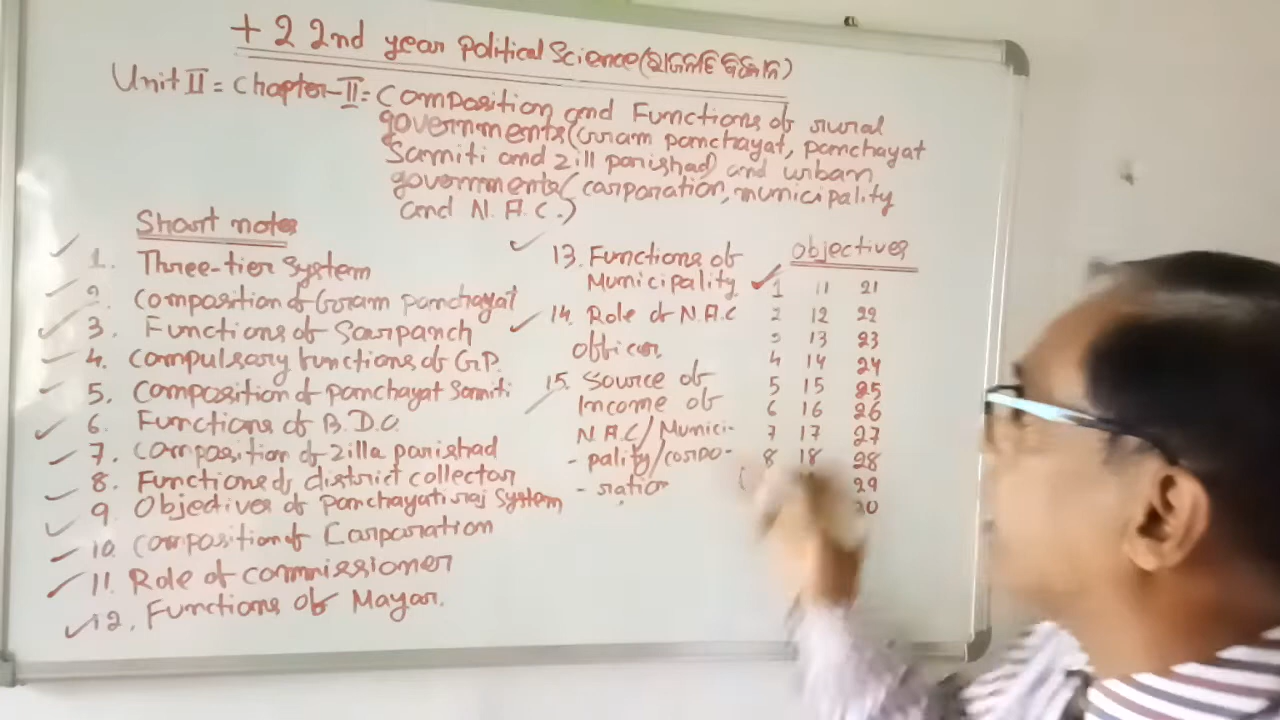 + 2 2nd year Political Science (ରାଜନୀତି ବିଜ୍ଞାନ)
Unit II = Chapter-II = Composition and Functions of rural
governments (Gram panchayat, panchayat
Samiti and zill parishad) and urban
governments (corporation, municipality
and N.A.C.)
Short notes
1. Three-tier System
2. Composition of Gram panchayat
3. Functions of Sarpanch
4. Compulsary functions of G.P.
5. Composition of panchayat Samiti
6. Functions of B.D.O.
7. Composition of zilla parishad
8. Functions of district collector
9. Objectives of panchayati raj System
10. Composition of Corporation
11. Role of commissioner
12. Functions of Mayar.
13. Functions of
Municipality
14. Role of N.A.C
officer
15. Source of
Income of
N.A.C/Munici-
- pality/corpo-
- ration
Objectives
1 11 21
2 12 22
3 13 23
4 14 24
5 15 25
6 16 26
7 17 27
8 18 28
29